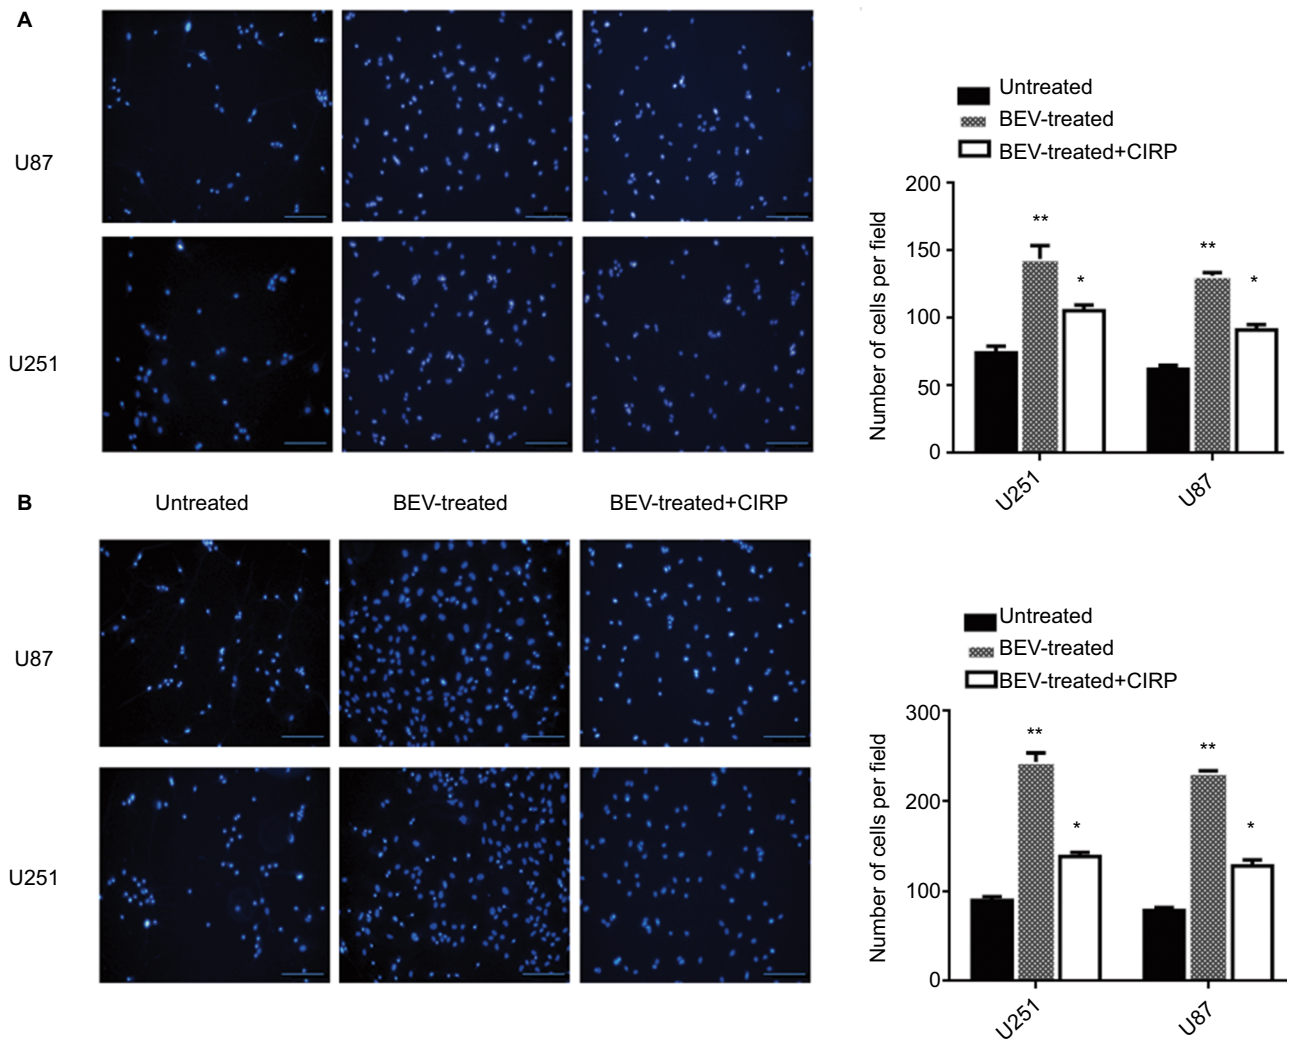 A
U87
U251
Untreated
BEV-treated
BEV-treated+CIRP
Number of cells per field
200
150
100
50
0
**
*
**
*
U251
U87
B
Untreated
BEV-treated
BEV-treated+CIRP
U87
U251
Untreated
BEV-treated
BEV-treated+CIRP
Number of cells per field
300
200
100
0
**
*
**
*
U251
U87